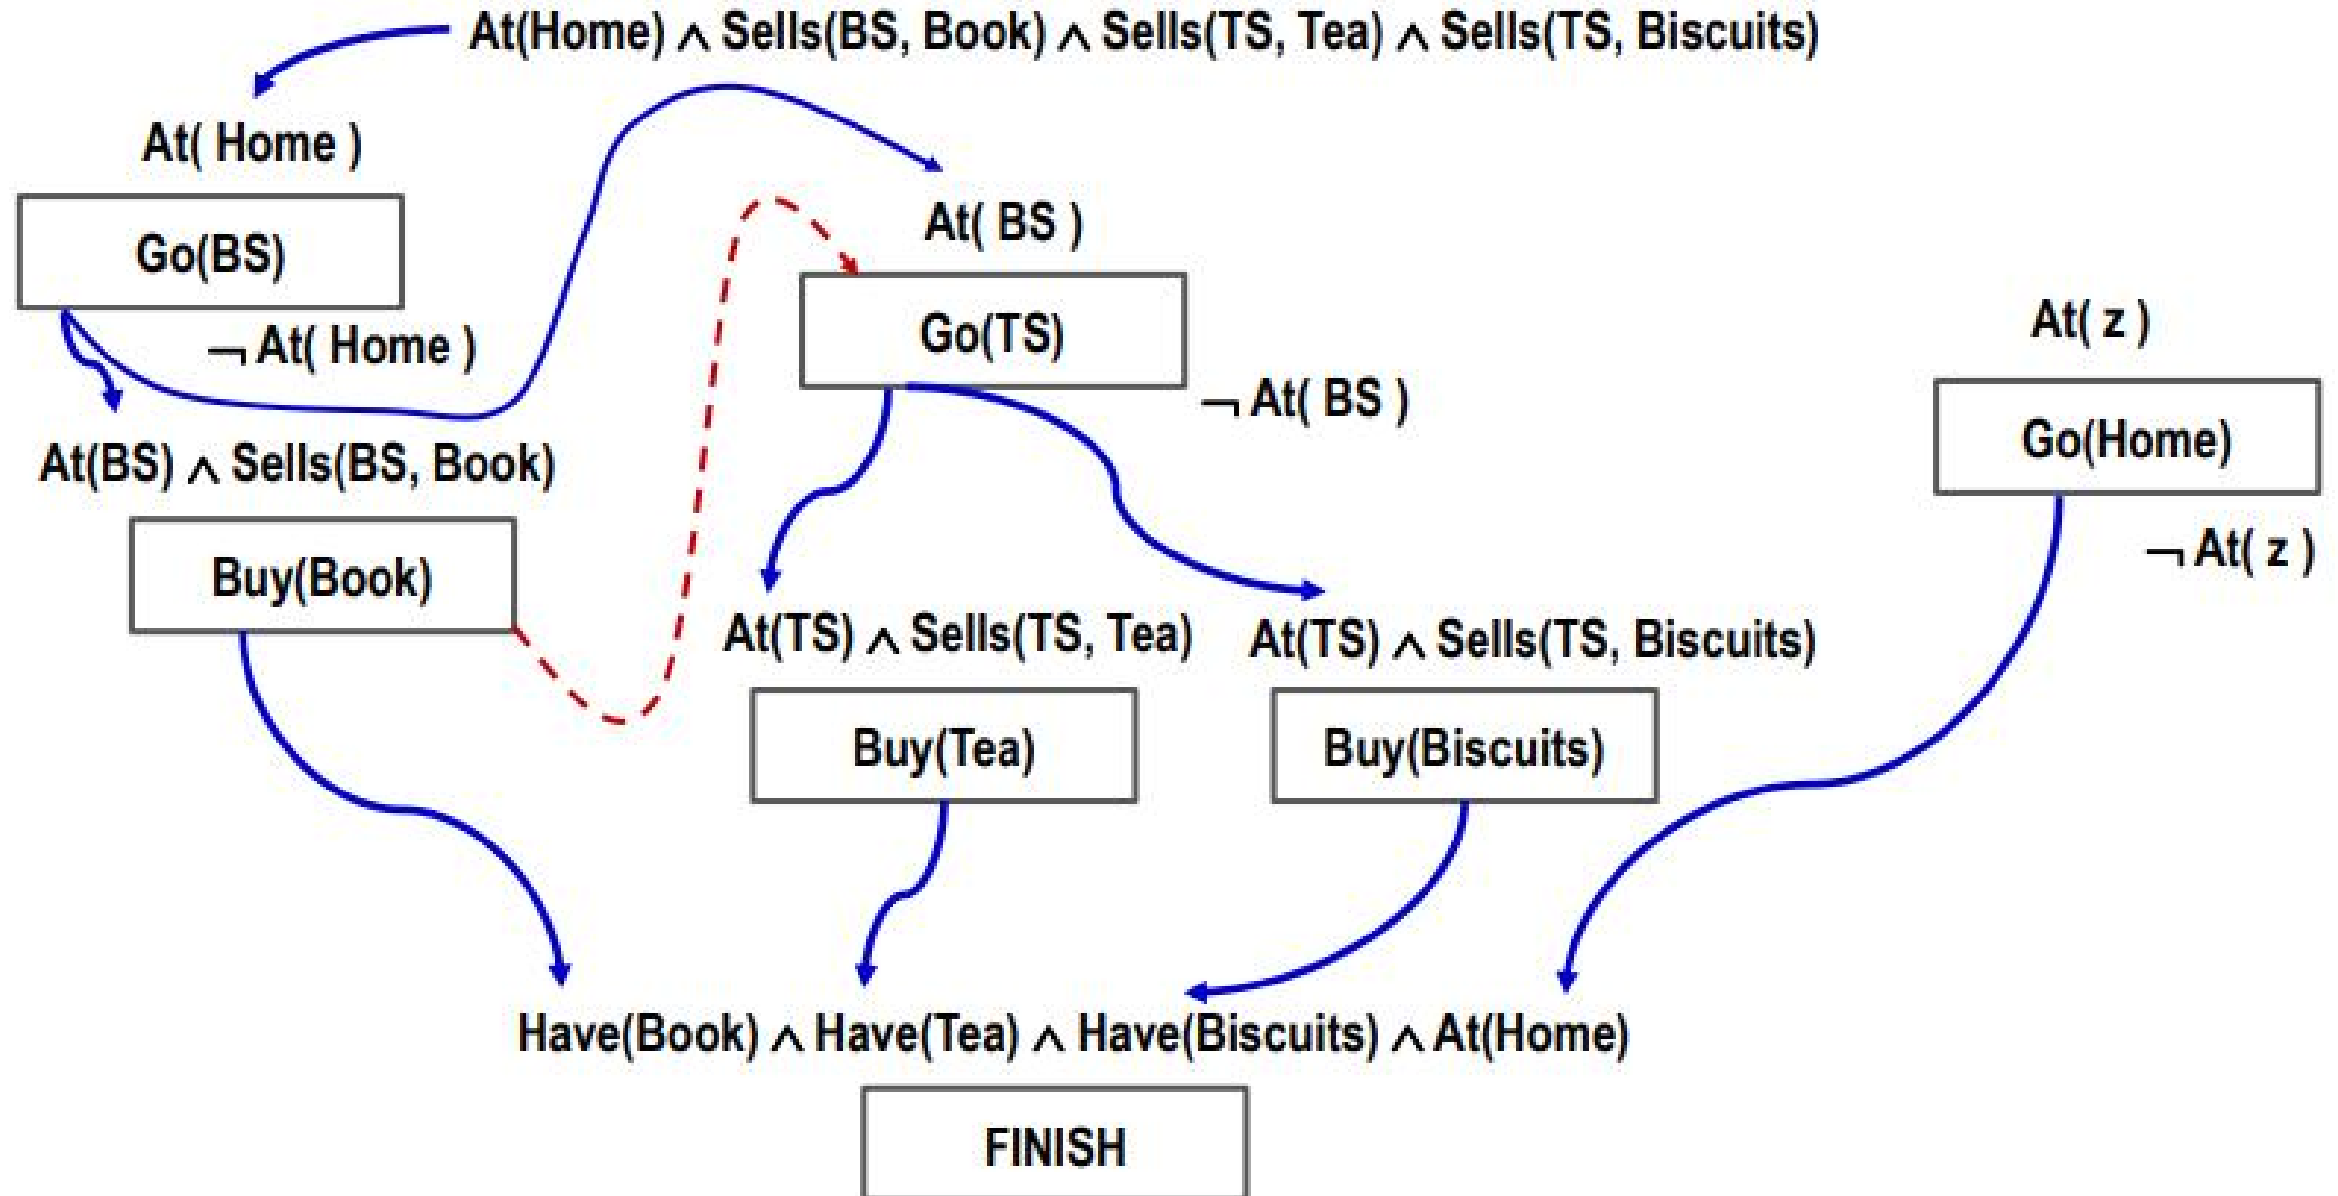 At(Home) ∧ Sells(BS, Book) ∧ Sells(TS, Tea) ∧ Sells(TS, Biscuits)
At( Home )
Go(BS)
¬ At( Home )
At(BS) ∧ Sells(BS, Book)
Buy(Book)
At( BS )
Go(TS)
¬ At( BS )
At(TS) ∧ Sells(TS, Tea)
Buy(Tea)
At(TS) ∧ Sells(TS, Biscuits)
Buy(Biscuits)
At( z )
Go(Home)
¬ At( z )
Have(Book) ∧ Have(Tea) ∧ Have(Biscuits) ∧ At(Home)
FINISH